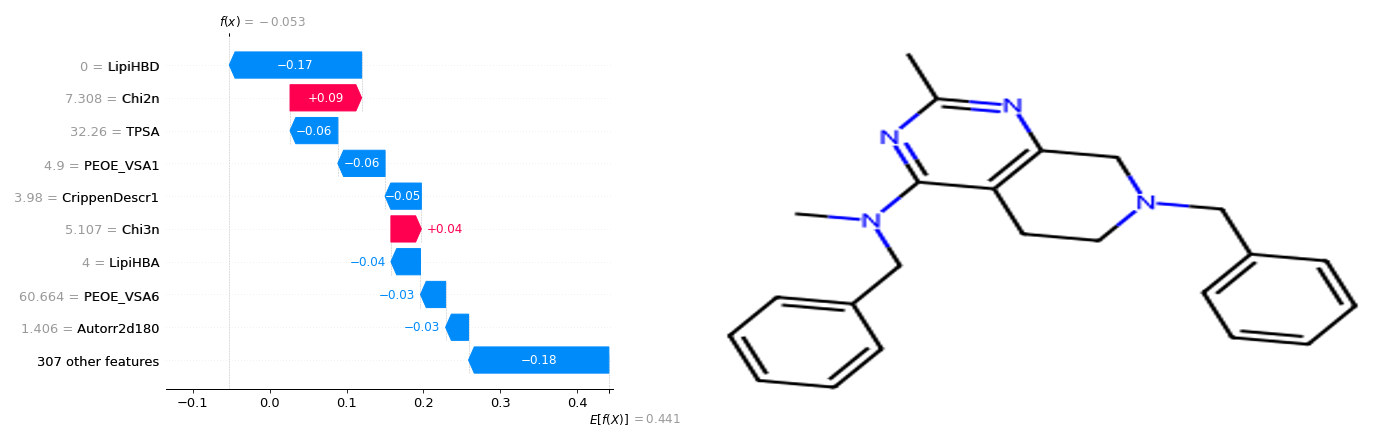 f(x) = −0.053
0 = LipiHBD −0.17
7.308 = Chi2n +0.09
32.26 = TPSA −0.06
4.9 = PEOE_VSA1 −0.06
3.98 = CrippenDescr1 −0.05
5.107 = Chi3n +0.04
4 = LipiHBA −0.04
60.664 = PEOE_VSA6 −0.03
1.406 = Autorr2d180 −0.03
307 other features −0.18
−0.1 0.0 0.1 0.2 0.3 0.4
E[f(X)] = 0.441
N
N
N
N